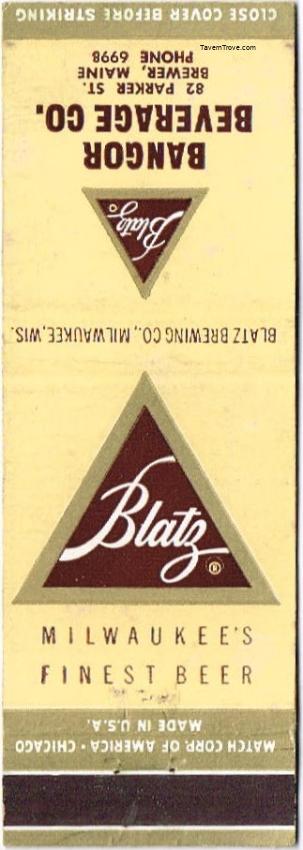 CLOSE COVER BEFORE STRIKING
TavernTrove.com
BANGOR
BEVERAGE CO.
82 PARKER ST.
BREWER, MAINE
PHONE 6998
Blatz
BLATZ BREWING CO., MILWAUKEE, WIS.
Blatz ®
MILWAUKEE'S
FINEST BEER
MATCH CORP. OF AMERICA • CHICAGO
MADE IN U.S.A.